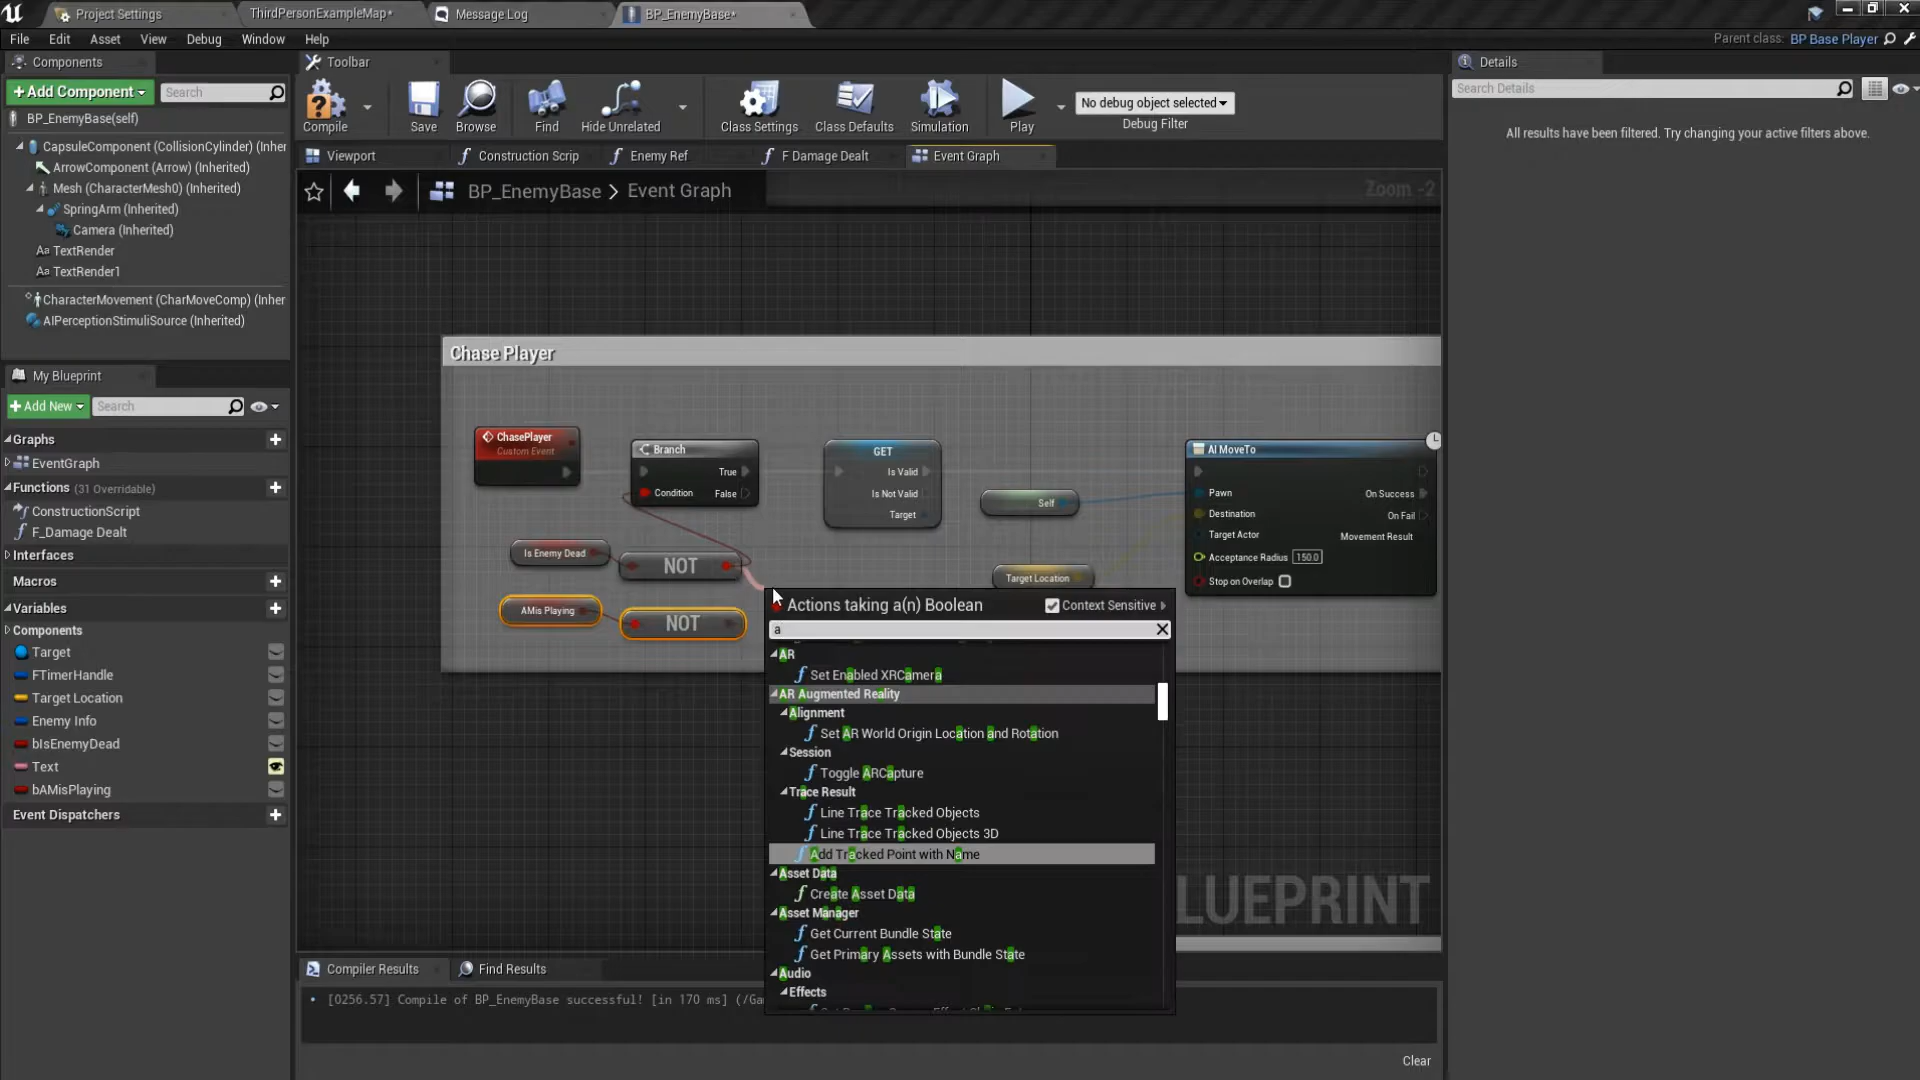 Project Settings
ThirdPersonExampleMap*
Message Log
BP_EnemyBase*
File Edit Asset View Debug Window Help
Parent class: BP Base Player
Components
+Add Component
Search
BP_EnemyBase(self)
CapsuleComponent (CollisionCylinder) (Inher
ArrowComponent (Arrow) (Inherited)
Mesh (CharacterMesh0) (Inherited)
SpringArm (Inherited)
Camera (Inherited)
Aa TextRender
Aa TextRender1
CharacterMovement (CharMoveComp) (Inher
AIPerceptionStimuliSource (Inherited)
My Blueprint
+Add New
Search
Graphs
EventGraph
Functions (31 Overridable)
ConstructionScript
F_Damage Dealt
Interfaces
Macros
Variables
Components
Target
FTimerHandle
Target Location
Enemy Info
bIsEnemyDead
Text
bAMisPlaying
Event Dispatchers
Toolbar
Compile
Save
Browse
Find
Hide Unrelated
Class Settings
Class Defaults
Simulation
Play
No debug object selected
Debug Filter
Viewport
Construction Scrip
Enemy Ref
F Damage Dealt
Event Graph
BP_EnemyBase > Event Graph
Zoom -2
Chase Player
ChasePlayer
Custom Event
Branch
True
Condition
False
GET
Is Valid
Is Not Valid
Target
Self
Target Location
AI MoveTo
Pawn
On Success
Destination
On Fail
Target Actor
Movement Result
Acceptance Radius 150.0
Stop on Overlap
Is Enemy Dead
NOT
AMis Playing
NOT
Actions taking a(n) Boolean
Context Sensitive
a
AR
Set Enabled XRCamera
AR Augmented Reality
Alignment
Set AR World Origin Location and Rotation
Session
Toggle ARCapture
Trace Result
Line Trace Tracked Objects
Line Trace Tracked Objects 3D
Add Tracked Point with Name
Asset Data
Create Asset Data
Asset Manager
Get Current Bundle State
Get Primary Assets with Bundle State
Audio
Effects
LUEPRINT
Compiler Results
Find Results
[0256.57] Compile of BP_EnemyBase successful! [in 170 ms] (/Ga
Clear
Details
Search Details
All results have been filtered. Try changing your active filters above.